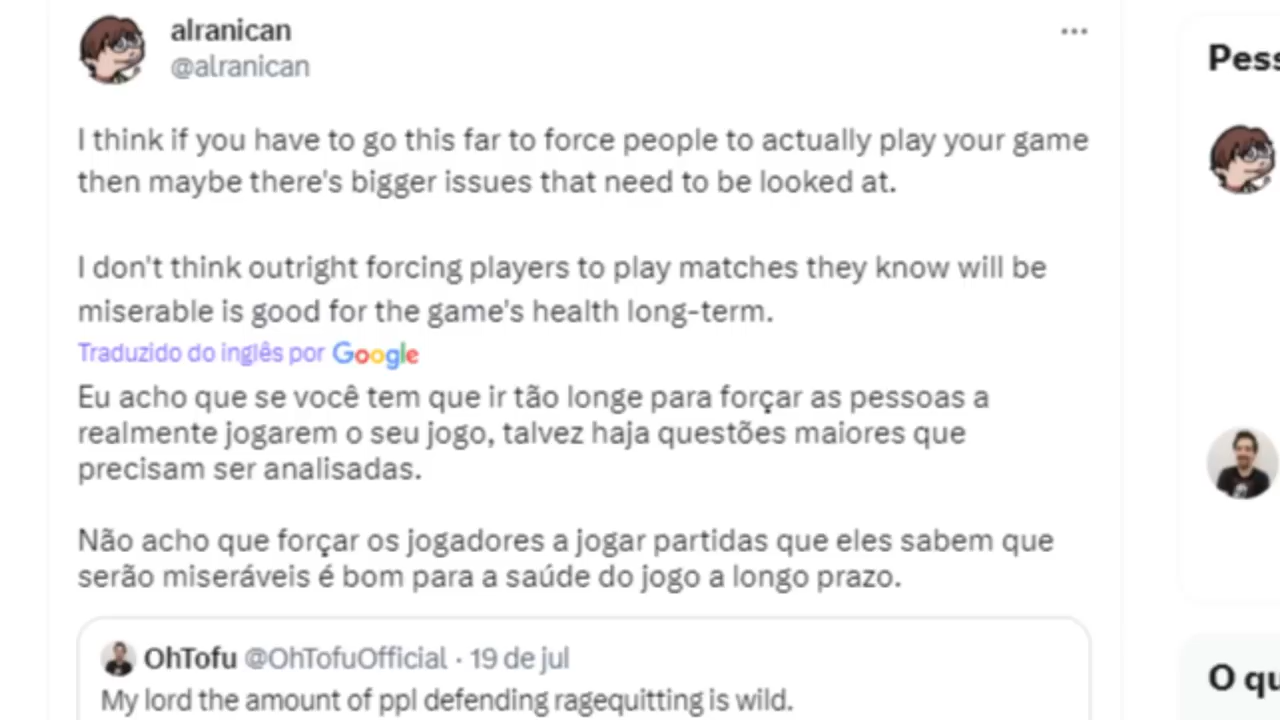 alranican
@alranican
Pess
I think if you have to go this far to force people to actually play your game
then maybe there's bigger issues that need to be looked at.
I don't think outright forcing players to play matches they know will be
miserable is good for the game's health long-term.
Traduzido do inglês por Google
Eu acho que se você tem que ir tão longe para forçar as pessoas a
realmente jogarem o seu jogo, talvez haja questões maiores que
precisam ser analisadas.
Não acho que forçar os jogadores a jogar partidas que eles sabem que
serão miseráveis é bom para a saúde do jogo a longo prazo.
OhTofu @OhTofuOfficial · 19 de jul
My lord the amount of ppl defending ragequitting is wild.
O qu